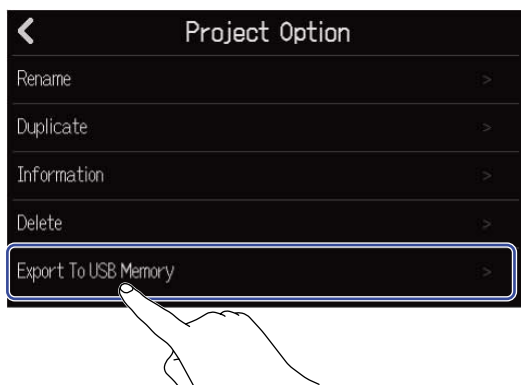 Project Option
Rename
Duplicate
Information
Delete
Export To USB Memory